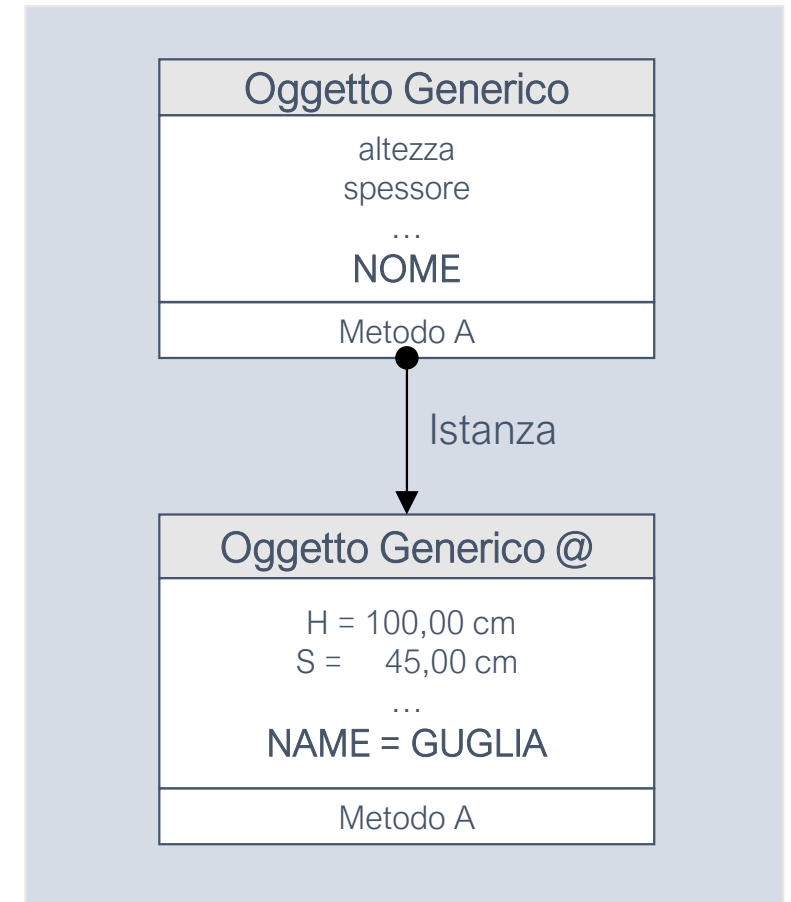 Oggetto Generico
altezza
spessore
...
NOME
Metodo A
Istanza
Oggetto Generico @
H = 100,00 cm
S = 45,00 cm
...
NAME = GUGLIA
Metodo A